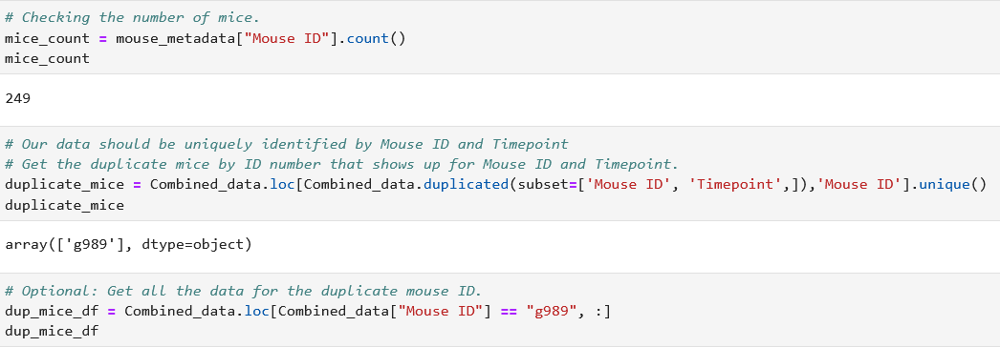 # Checking the number of mice.
mice_count = mouse_metadata["Mouse ID"].count()
mice_count
249
# Our data should be uniquely identified by Mouse ID and Timepoint
# Get the duplicate mice by ID number that shows up for Mouse ID and Timepoint.
duplicate_mice = Combined_data.loc[Combined_data.duplicated(subset=['Mouse ID', 'Timepoint',]),'Mouse ID'].unique()
duplicate_mice
array(['g989'], dtype=object)
# Optional: Get all the data for the duplicate mouse ID.
dup_mice_df = Combined_data.loc[Combined_data["Mouse ID"] == "g989", :]
dup_mice_df